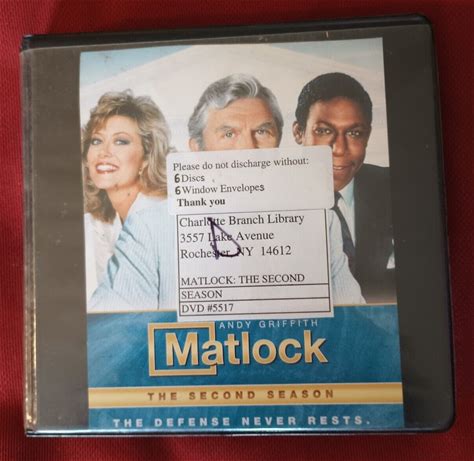 Please do not discharge without:
6 Discs
6 Window Envelopes
Thank you
Charlotte Branch Library
3557 Lake Avenue
Rochester, NY 14612
MATLOCK: THE SECOND
SEASON
DVD #5517
ANDY GRIFFITH
Matlock
THE SECOND SEASON
THE DEFENSE NEVER RESTS.